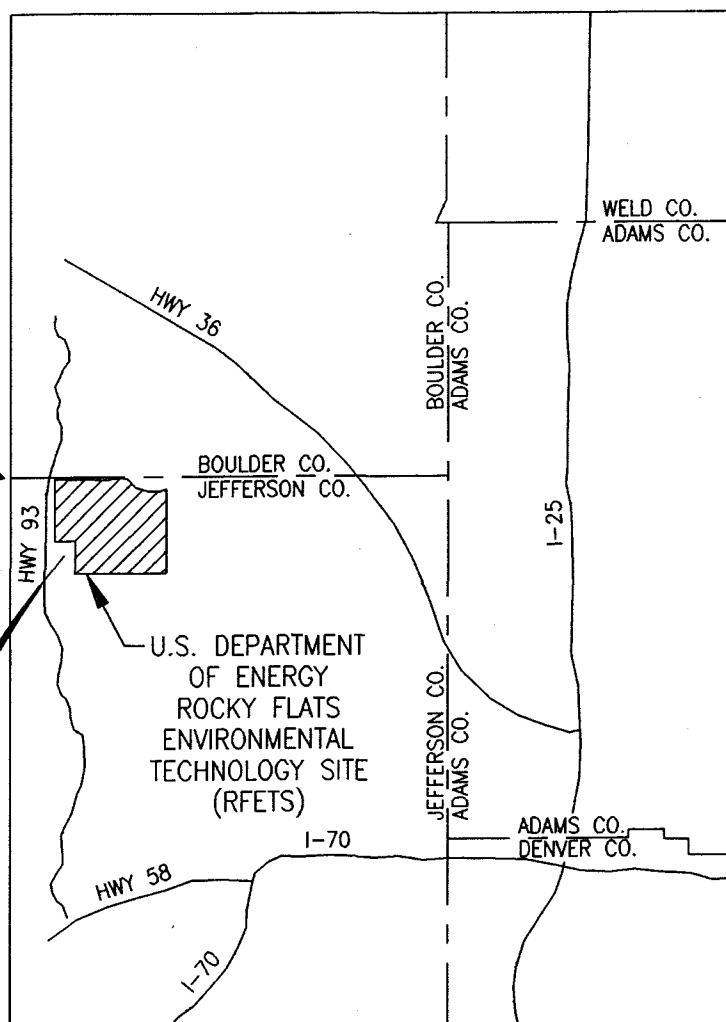 WELD CO.
ADAMS CO.
HWY 36
BOULDER CO.
ADAMS CO.
BOULDER CO.
JEFFERSON CO.
HWY 93
I-25
U.S. DEPARTMENT
OF ENERGY
ROCKY FLATS
ENVIRONMENTAL
TECHNOLOGY SITE
(RFETS)
JEFFERSON CO.
ADAMS CO.
ADAMS CO.
DENVER CO.
I-70
HWY 58
I-70